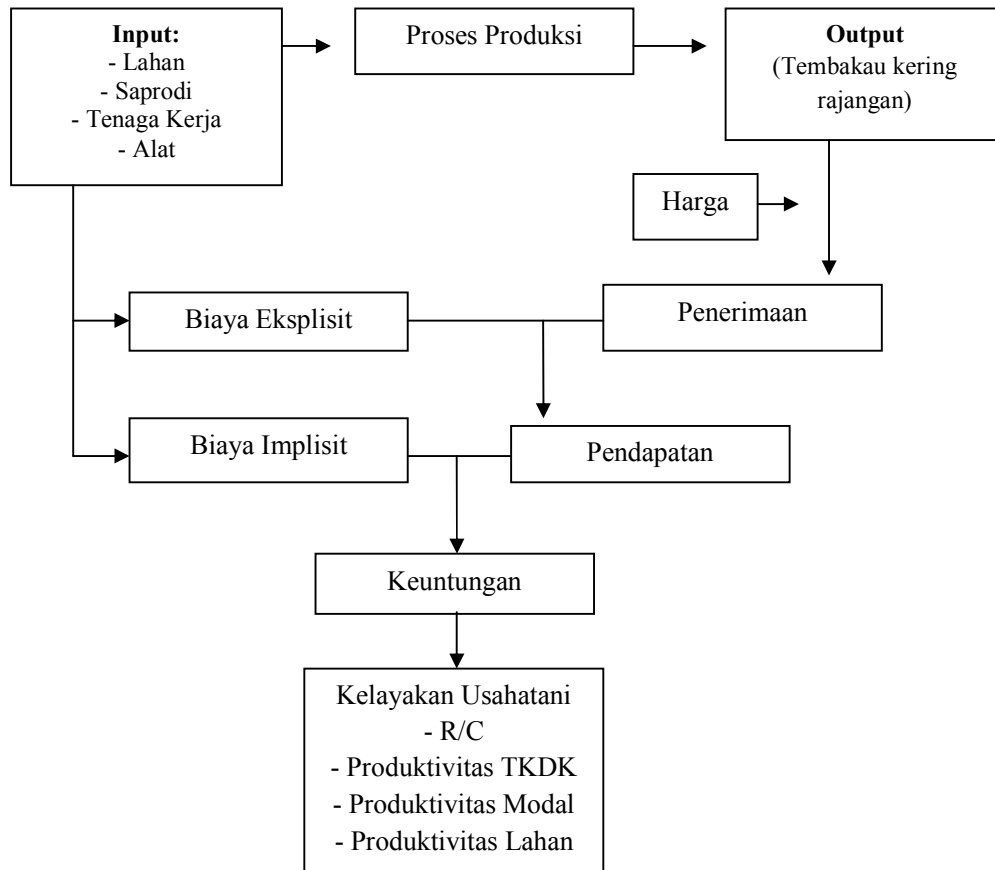 Input:
- Lahan
- Saprodi
- Tenaga Kerja
- Alat
Proses Produksi
Output
(Tembakau kering
rajangan)
Harga
Biaya Eksplisit
Penerimaan
Biaya Implisit
Pendapatan
Keuntungan
Kelayakan Usahatani
- R/C
- Produktivitas TKDK
- Produktivitas Modal
- Produktivitas Lahan